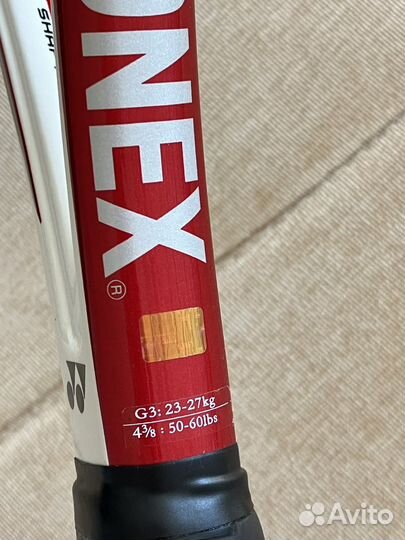 ONEX®
G3: 23-27kg
4⅜ : 50-60lbs
Avito